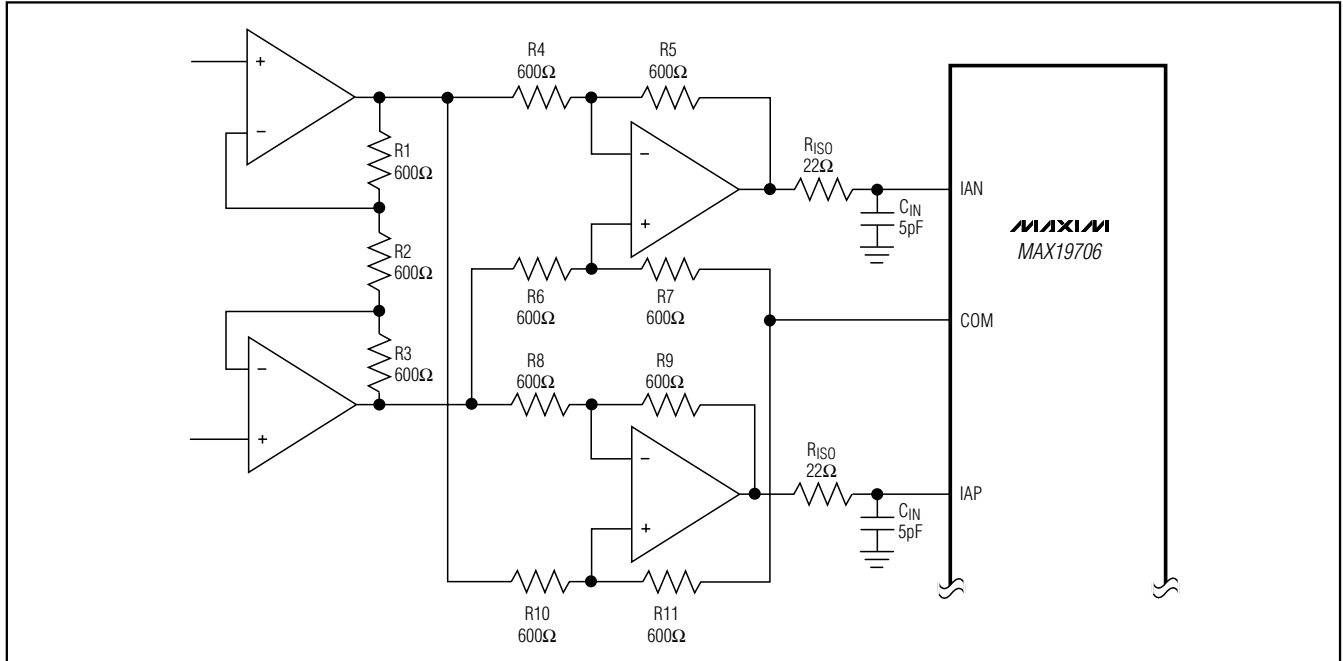 R4
600Ω
R5
600Ω
+
−
R1
600Ω
−
+
RISO
22Ω
IAN
CIN
5pF
MAXIM
MAX19706
R2
600Ω
R6
600Ω
R7
600Ω
COM
R3
600Ω
R8
600Ω
R9
600Ω
−
+
−
+
RISO
22Ω
IAP
CIN
5pF
R10
600Ω
R11
600Ω